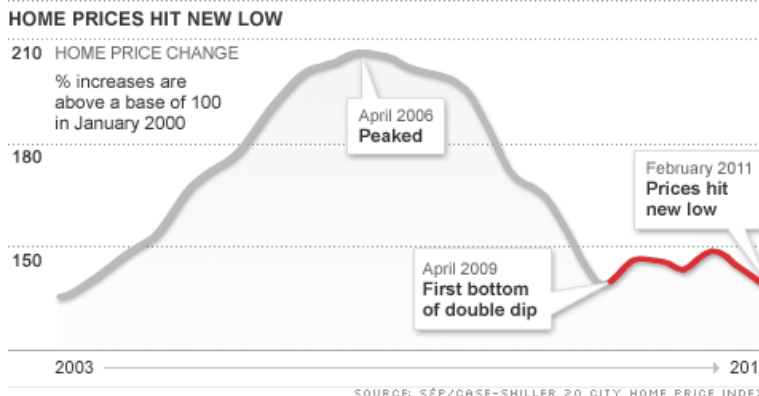 HOME PRICES HIT NEW LOW
210 HOME PRICE CHANGE
% increases are
above a base of 100
in January 2000
April 2006
Peaked
180
February 2011
Prices hit
new low
150
April 2009
First bottom
of double dip
2003
201
SOURCE: S&P/CASE-SHILLER 20 CITY HOME PRICE INDEX